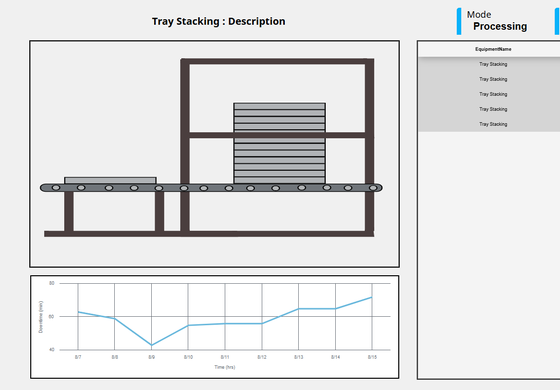 Tray Stacking : Description
Mode
Processing
EquipmentName
Tray Stacking
Tray Stacking
Tray Stacking
Tray Stacking
Tray Stacking
80
60
40
Downtime (min)
8/7
8/8
8/9
8/10
8/11
8/12
8/13
8/14
8/15
Time (hrs)